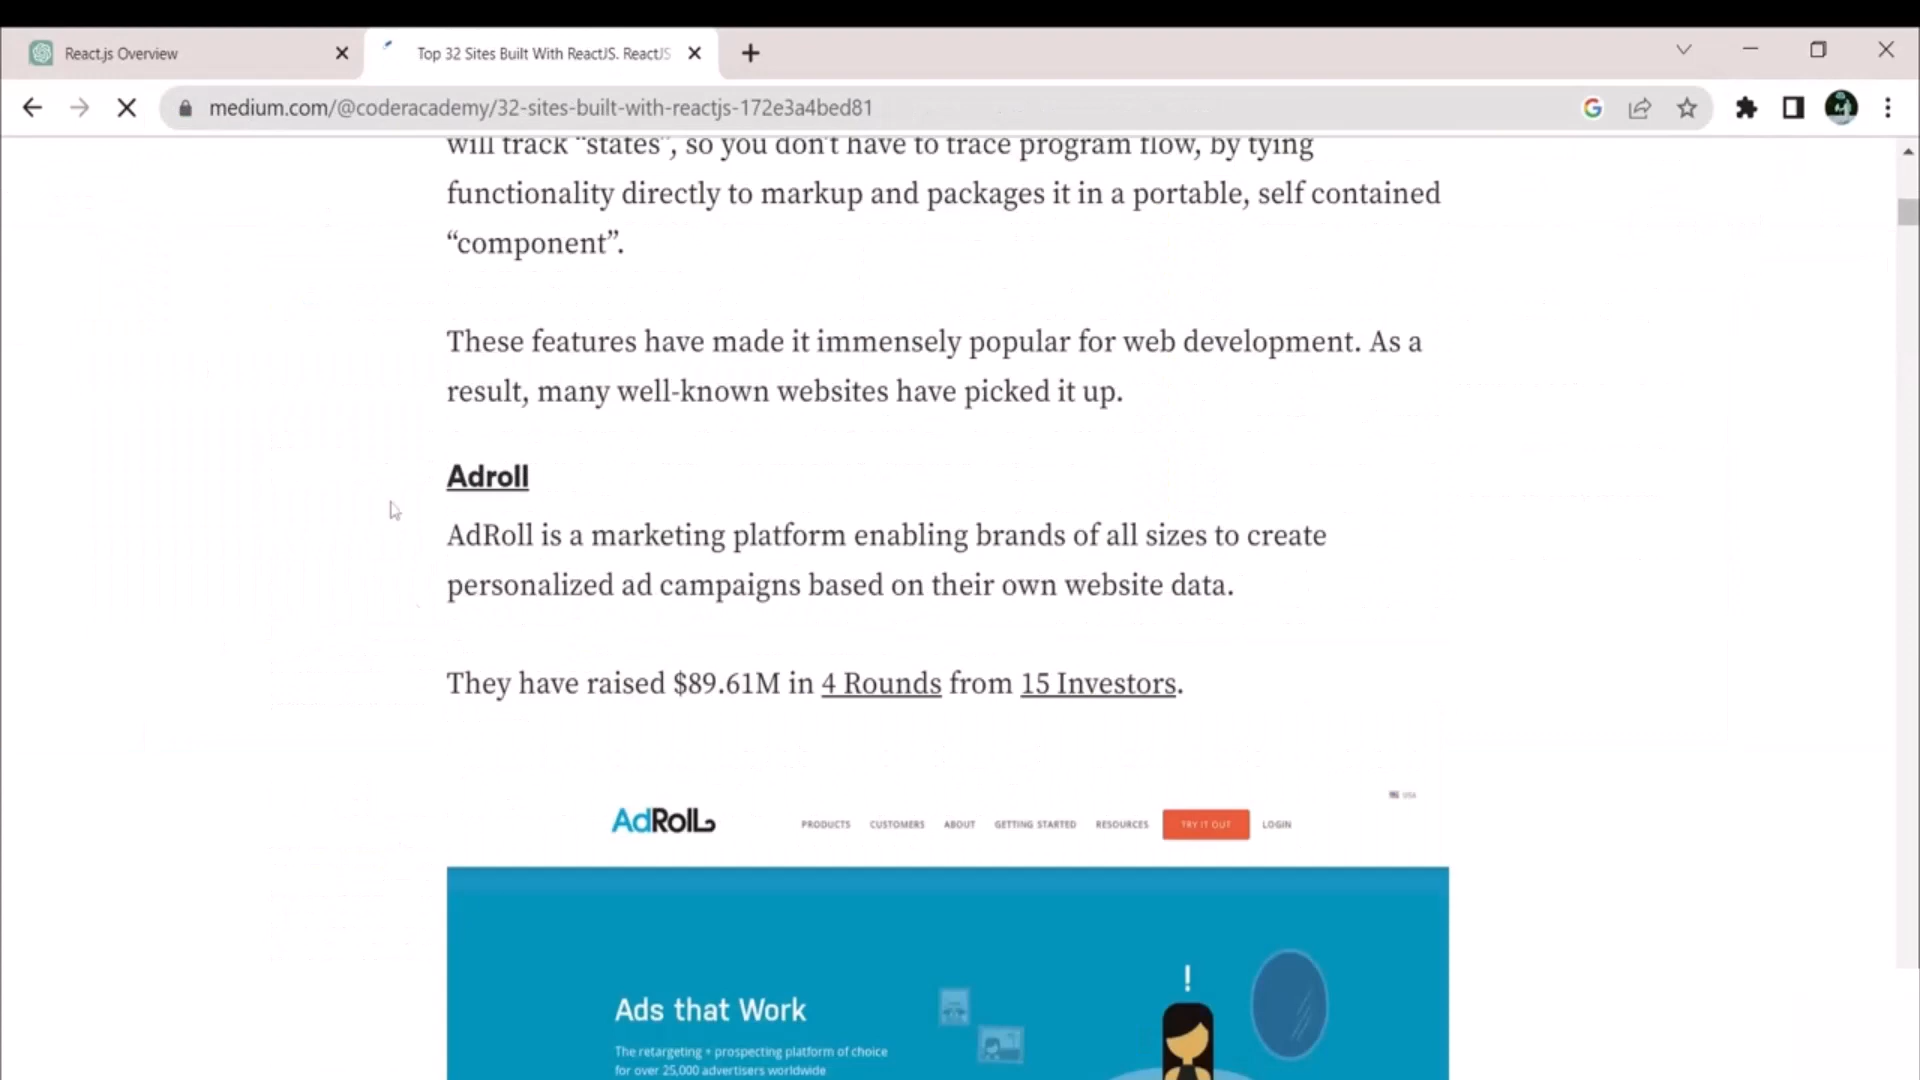 React.js Overview
Top 32 Sites Built With ReactJS. ReactJS
medium.com/@coderacademy/32-sites-built-with-reactjs-172e3a4bed81
will track “states”, so you don’t have to trace program flow, by tying
functionality directly to markup and packages it in a portable, self contained
“component”.
These features have made it immensely popular for web development. As a
result, many well-known websites have picked it up.
Adroll
AdRoll is a marketing platform enabling brands of all sizes to create
personalized ad campaigns based on their own website data.
They have raised $89.61M in 4 Rounds from 15 Investors.
USA
AdRoll PRODUCTS CUSTOMERS ABOUT GETTING STARTED RESOURCES TRY IT OUT LOGIN
!
Ads that Work
The retargeting + prospecting platform of choice
for over 25,000 advertisers worldwide